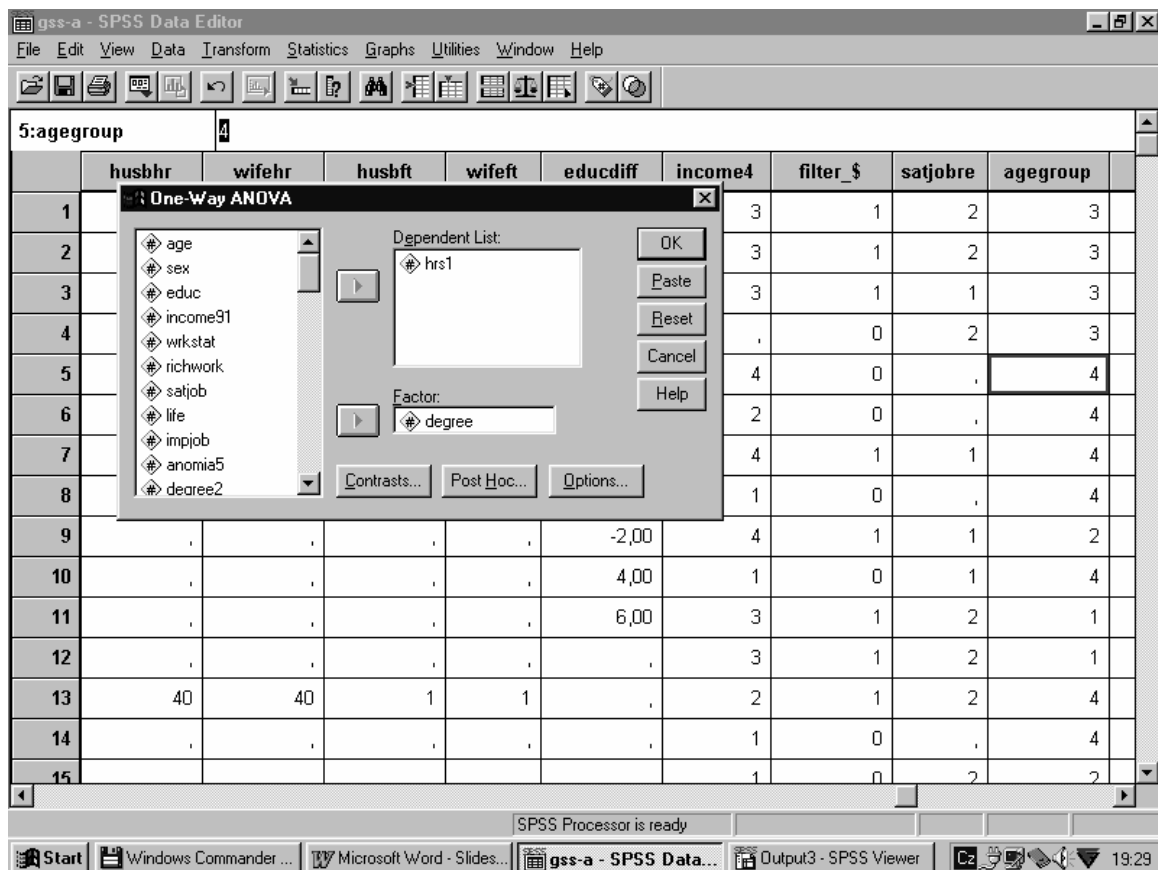 gss-a - SPSS Data Editor
File Edit View Data Transform Statistics Graphs Utilities Window Help
5:agegroup 4
husbhr wifehr husbft wifeft educdiff income4 filter_$ satjobre agegroup
One-Way ANOVA
age
sex
educ
income91
wrkstat
richwork
satjob
life
impjob
anomia5
degree2
Dependent List:
hrs1
Factor:
degree
OK
Paste
Reset
Cancel
Help
Contrasts... Post Hoc... Options...
1 3 1 2 3
2 3 1 2 3
3 3 1 1 3
4 , 0 2 3
5 4 0 , 4
6 2 0 , 4
7 4 1 1 4
8 1 0 , 4
9 , , , , -2,00 4 1 1 2
10 , , , , 4,00 1 0 1 4
11 , , , , 6,00 3 1 2 1
12 , , , , , 3 1 2 1
13 40 40 1 1 , 2 1 2 4
14 , , , , , 1 0 , 4
15 1 0 2 2
SPSS Processor is ready
Start Windows Commander ... Microsoft Word - Slides... gss-a - SPSS Data... Output3 - SPSS Viewer Cz 19:29